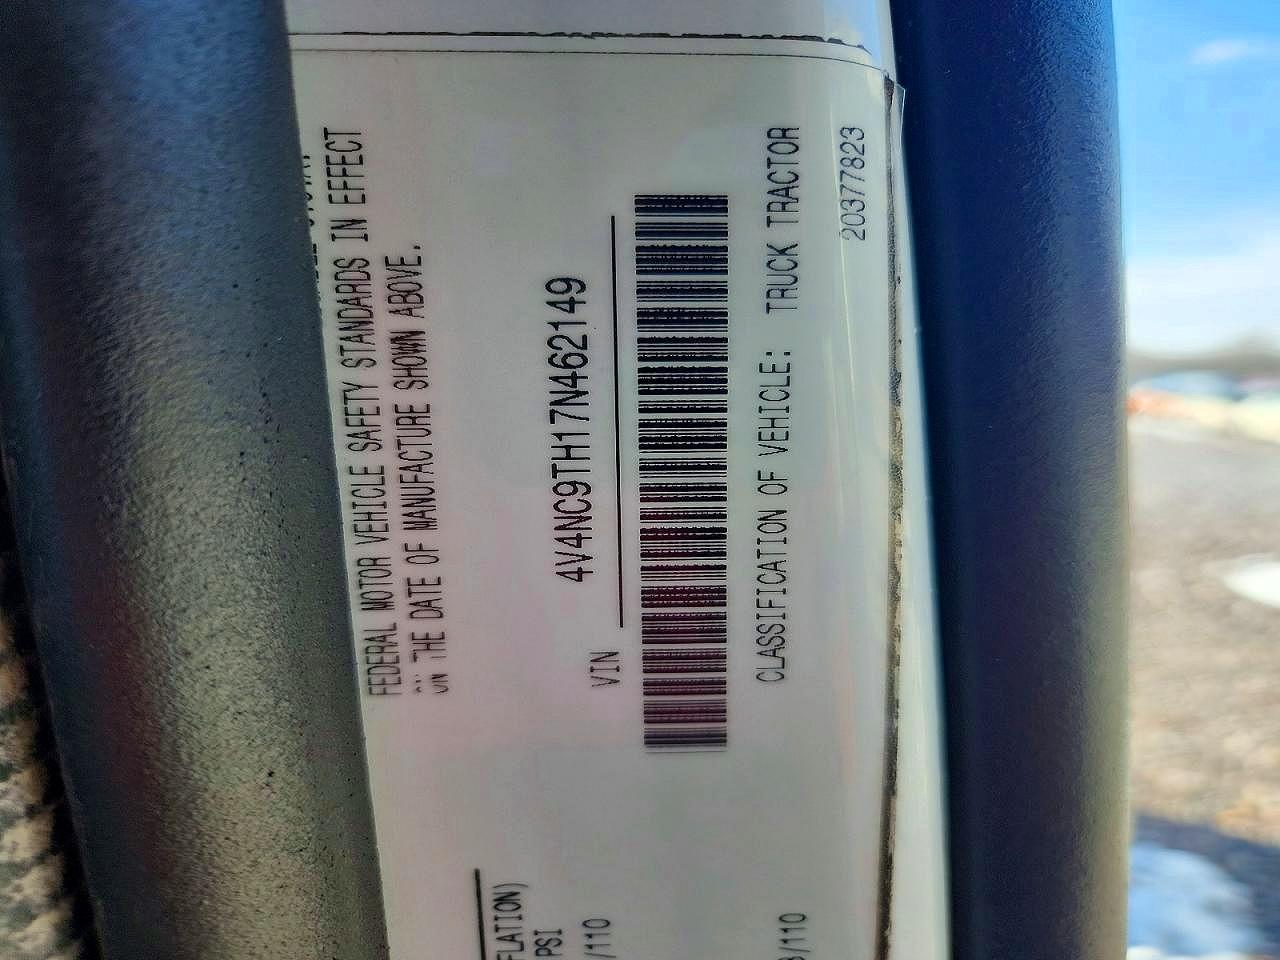 FEDERAL MOTOR VEHICLE SAFETY STANDARDS IN EFFECT
ON THE DATE OF MANUFACTURE SHOWN ABOVE.
VIN 4V4NC9TH17N462149
CLASSIFICATION OF VEHICLE: TRUCK TRACTOR
20377823
FLATION)
PSI
/110
/110